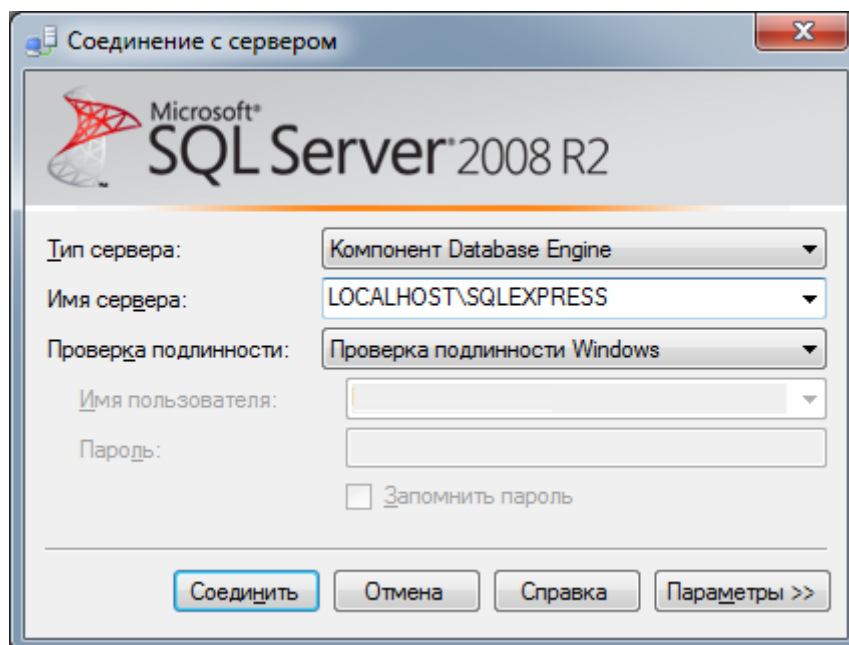 Соединение с сервером
Microsoft®
SQL Server® 2008 R2
Тип сервера: Компонент Database Engine
Имя сервера: LOCALHOST\SQLEXPRESS
Проверка подлинности: Проверка подлинности Windows
Имя пользователя:
Пароль:
Запомнить пароль
Соединить Отмена Справка Параметры >>